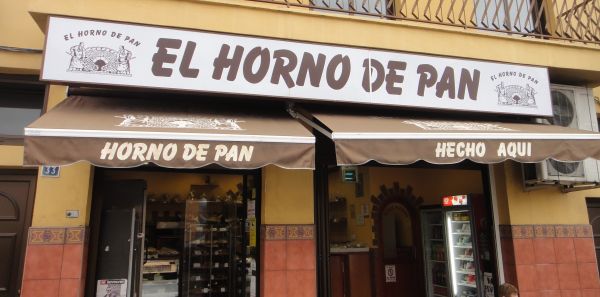 EL HORNO DE PAN
EL HORNO DE PAN
EL HORNO DE PAN
HORNO DE PAN
HECHO AQUI
33